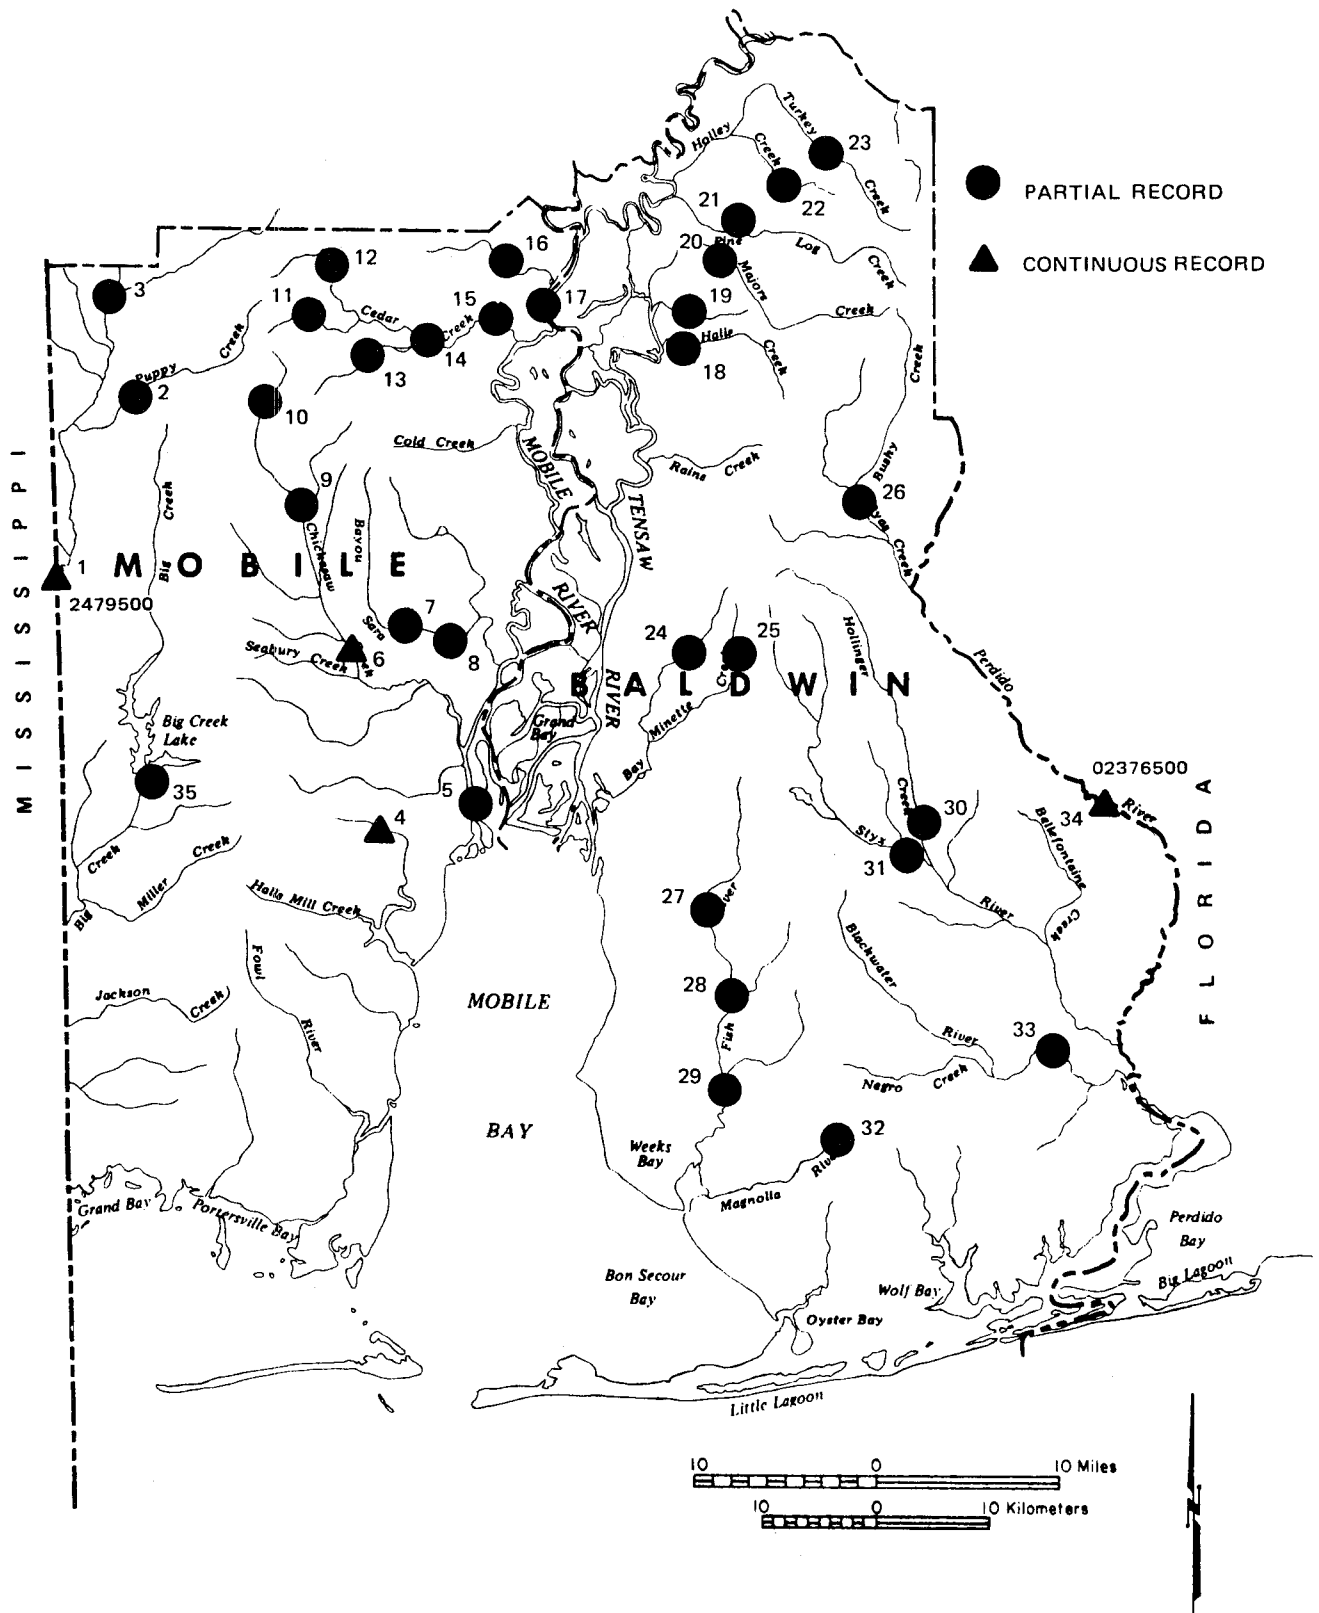 Turkey
23
Holley
Creek
PARTIAL RECORD
Creek
22
21
CONTINUOUS RECORD
Pine
Log
Creek
20
Majors
16
12
3
11
Cedar
Creek
15
17
19
Creek
Halls
Creek
18
14
13
Creek
Puppy
2
10
Creek
Cold Creek
MOBILE
Rains Creek
Bushy
26
Creek
9
Big
Creek
Chickasaw
Bayou
TENSAW
MISSISSIPPI
1
2479500
MOBILE
RIVER
7
Sara
8
Seabury Creek
6
24
25
Hollinger
Perdido
BALDWIN
RIVER
Creek
Minette
Bay
Grand
Bay
Big Creek
Lake
35
02376500
34
River
5
4
Creek
30
Styx
31
Bellefontaine
Creek
River
FLORIDA
Creek
Miller Creek
Big
Halls Mill Creek
27
Blackwater
Fowl
River
Jackson
Creek
MOBILE
28
Fish
River
33
Negro Creek
29
BAY
32
Weeks
Bay
Magnolia
River
Grand Bay
Portersville Bay
Perdido
Bay
Bon Secour
Bay
Wolf Bay
Big Lagoon
Oyster Bay
Little Lagoon
10 0 10 Miles
10 0 10 Kilometers
N